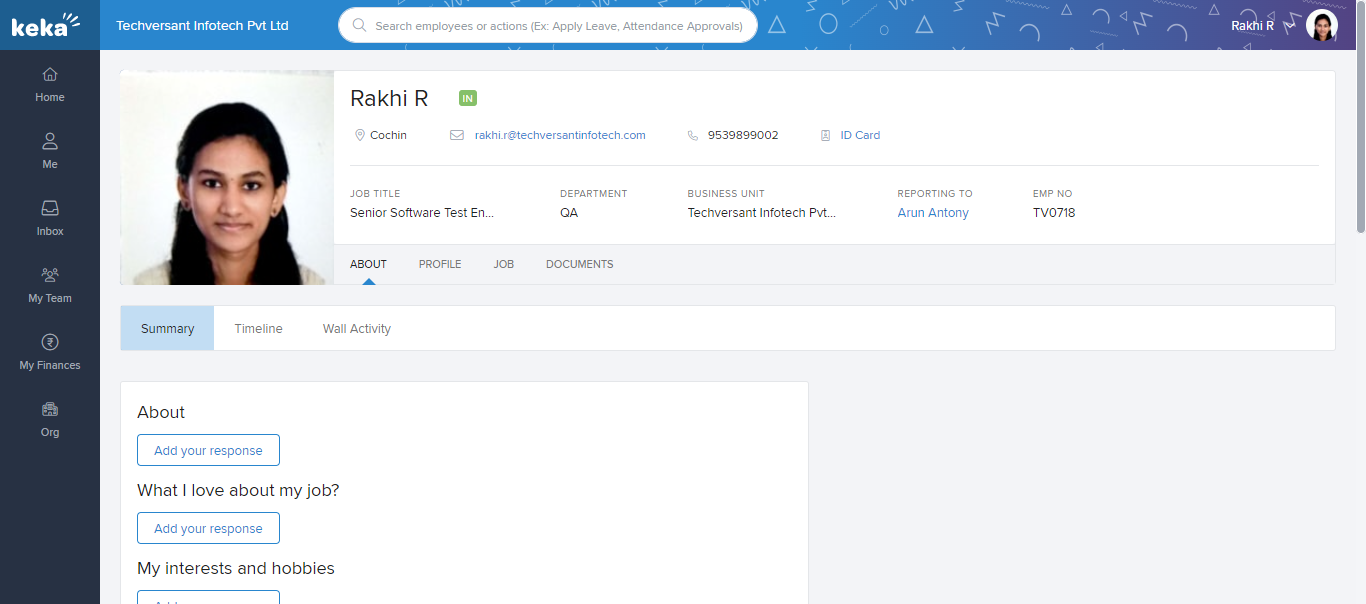 keka
Techversant Infotech Pvt Ltd
Search employees or actions (Ex: Apply Leave, Attendance Approvals)
Rakhi R
Home
Me
Inbox
My Team
My Finances
Org
Rakhi R IN
Cochin rakhi.r@techversantinfotech.com 9539899002 ID Card
JOB TITLE DEPARTMENT BUSINESS UNIT REPORTING TO EMP NO
Senior Software Test En... QA Techversant Infotech Pvt... Arun Antony TV0718
ABOUT PROFILE JOB DOCUMENTS
Summary Timeline Wall Activity
About
Add your response
What I love about my job?
Add your response
My interests and hobbies